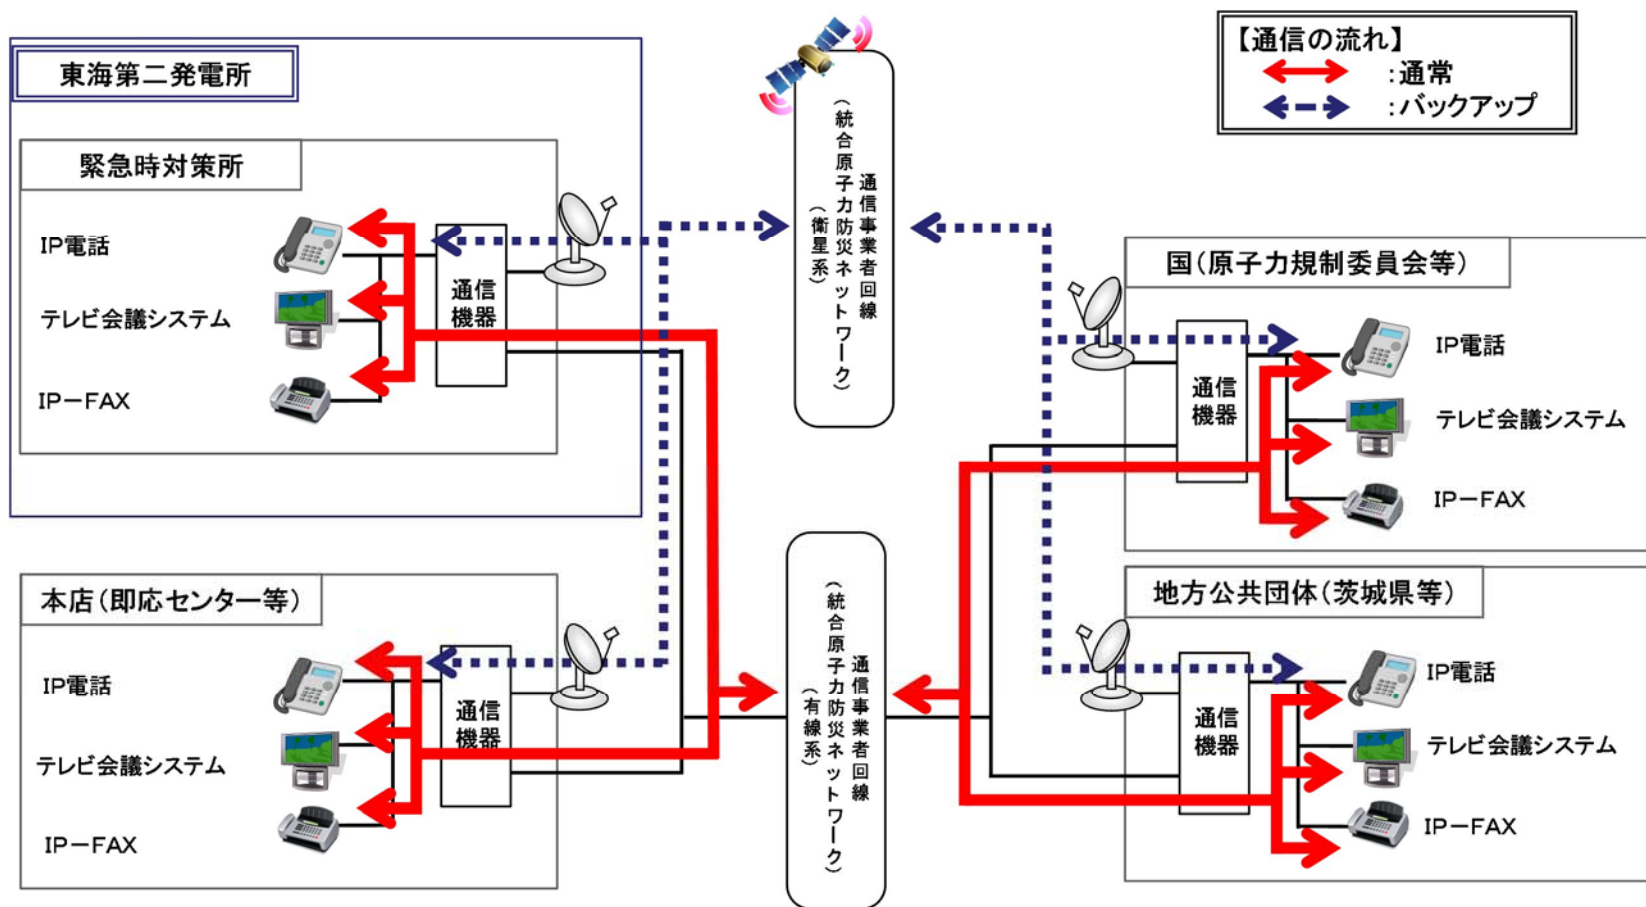 【通信の流れ】
：通常
：バックアップ
東海第二発電所
緊急時対策所
IP電話
テレビ会議システム
IP－FAX
通信
機器
本店（即応センター等）
IP電話
テレビ会議システム
IP－FAX
通信
機器
通信事業者回線
（統合原子力防災ネットワーク）
（衛星系）
通信事業者回線
（統合原子力防災ネットワーク）
（有線系）
国（原子力規制委員会等）
通信
機器
IP電話
テレビ会議システム
IP－FAX
地方公共団体（茨城県等）
通信
機器
IP電話
テレビ会議システム
IP－FAX